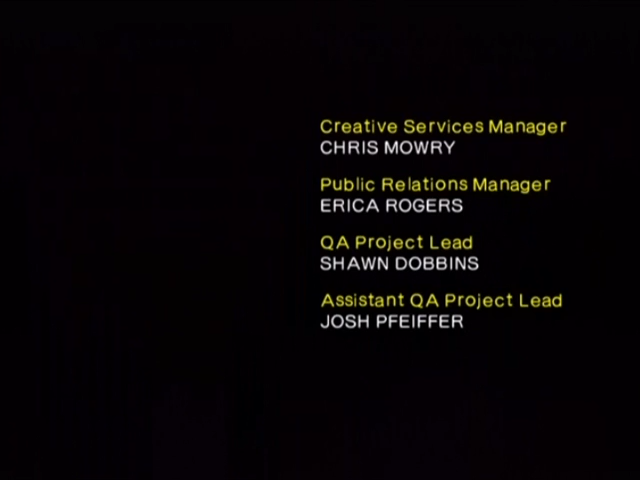 Creative Services Manager
CHRIS MOWRY
Public Relations Manager
ERICA ROGERS
QA Project Lead
SHAWN DOBBINS
Assistant QA Project Lead
JOSH PFEIFFER